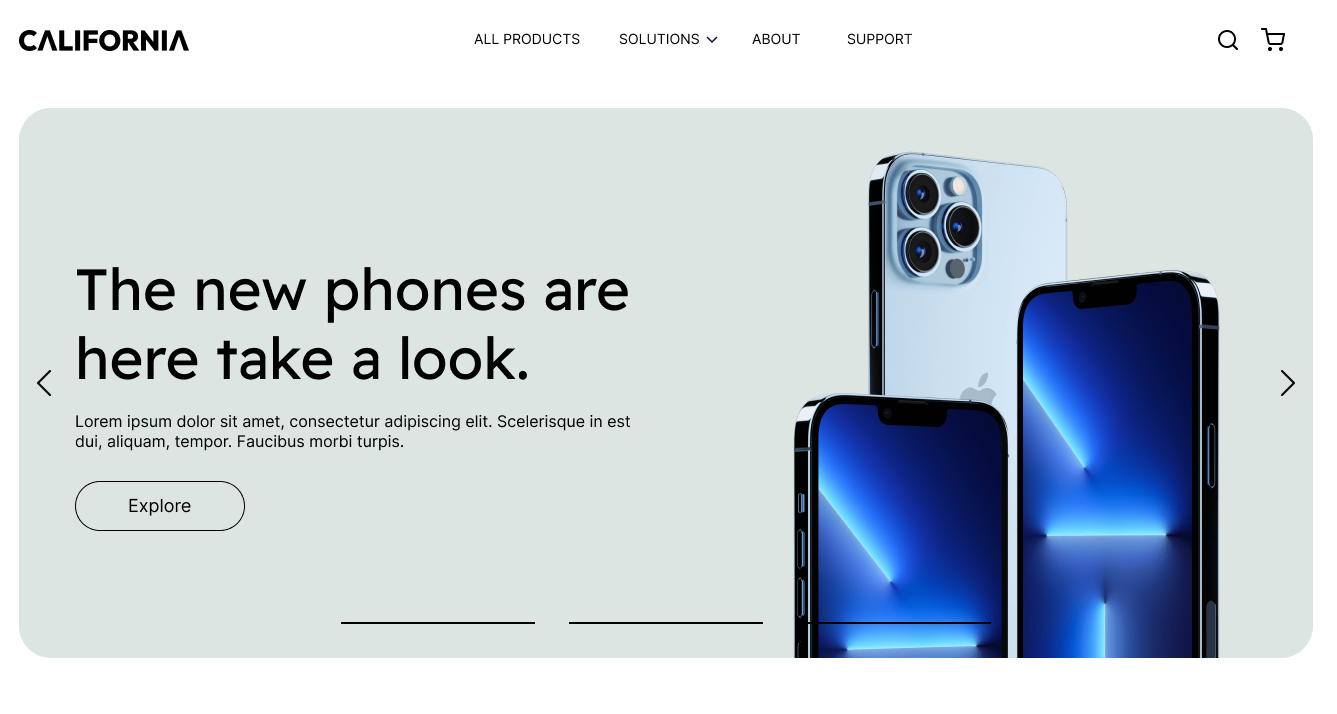 CALIFORNIA
ALL PRODUCTS
SOLUTIONS
ABOUT
SUPPORT
The new phones are
here take a look.
Lorem ipsum dolor sit amet, consectetur adipiscing elit. Scelerisque in est
dui, aliquam, tempor. Faucibus morbi turpis.
Explore